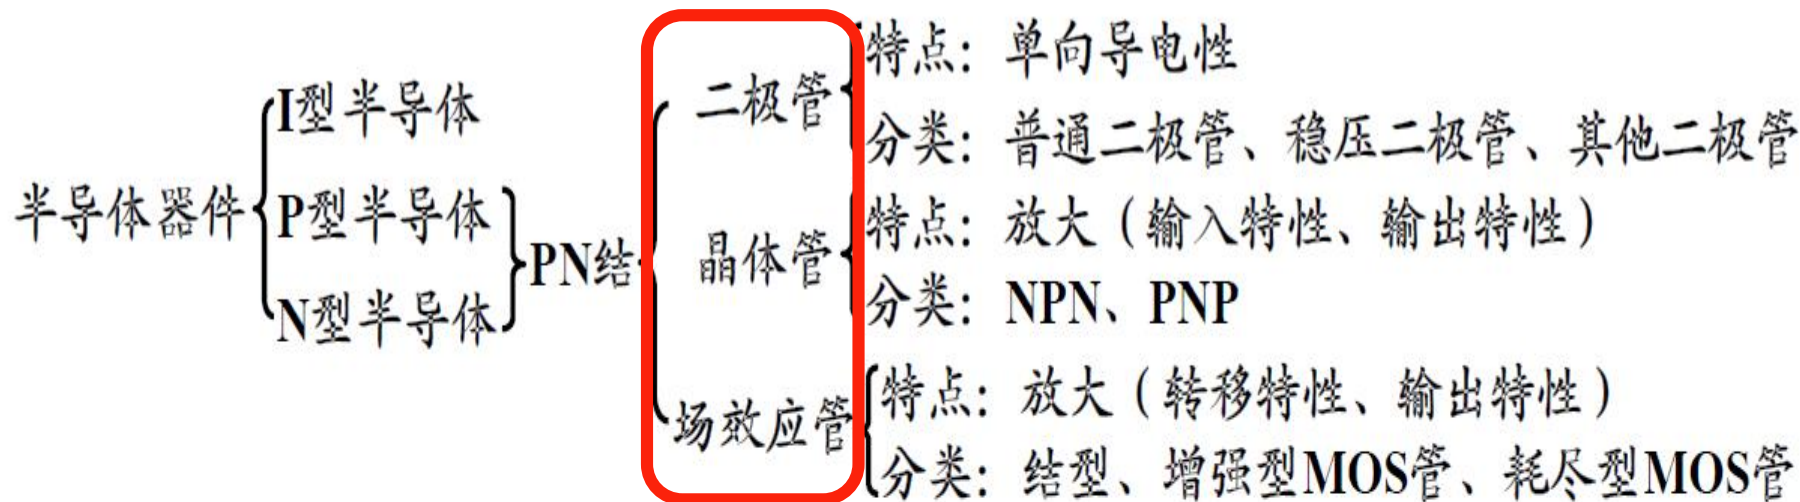 半导体器件
I型半导体
P型半导体
N型半导体
PN结
二极管
特点：单向导电性
分类：普通二极管、稳压二极管、其他二极管
晶体管
特点：放大（输入特性、输出特性）
分类：NPN、PNP
场效应管
特点：放大（转移特性、输出特性）
分类：结型、增强型MOS管、耗尽型MOS管